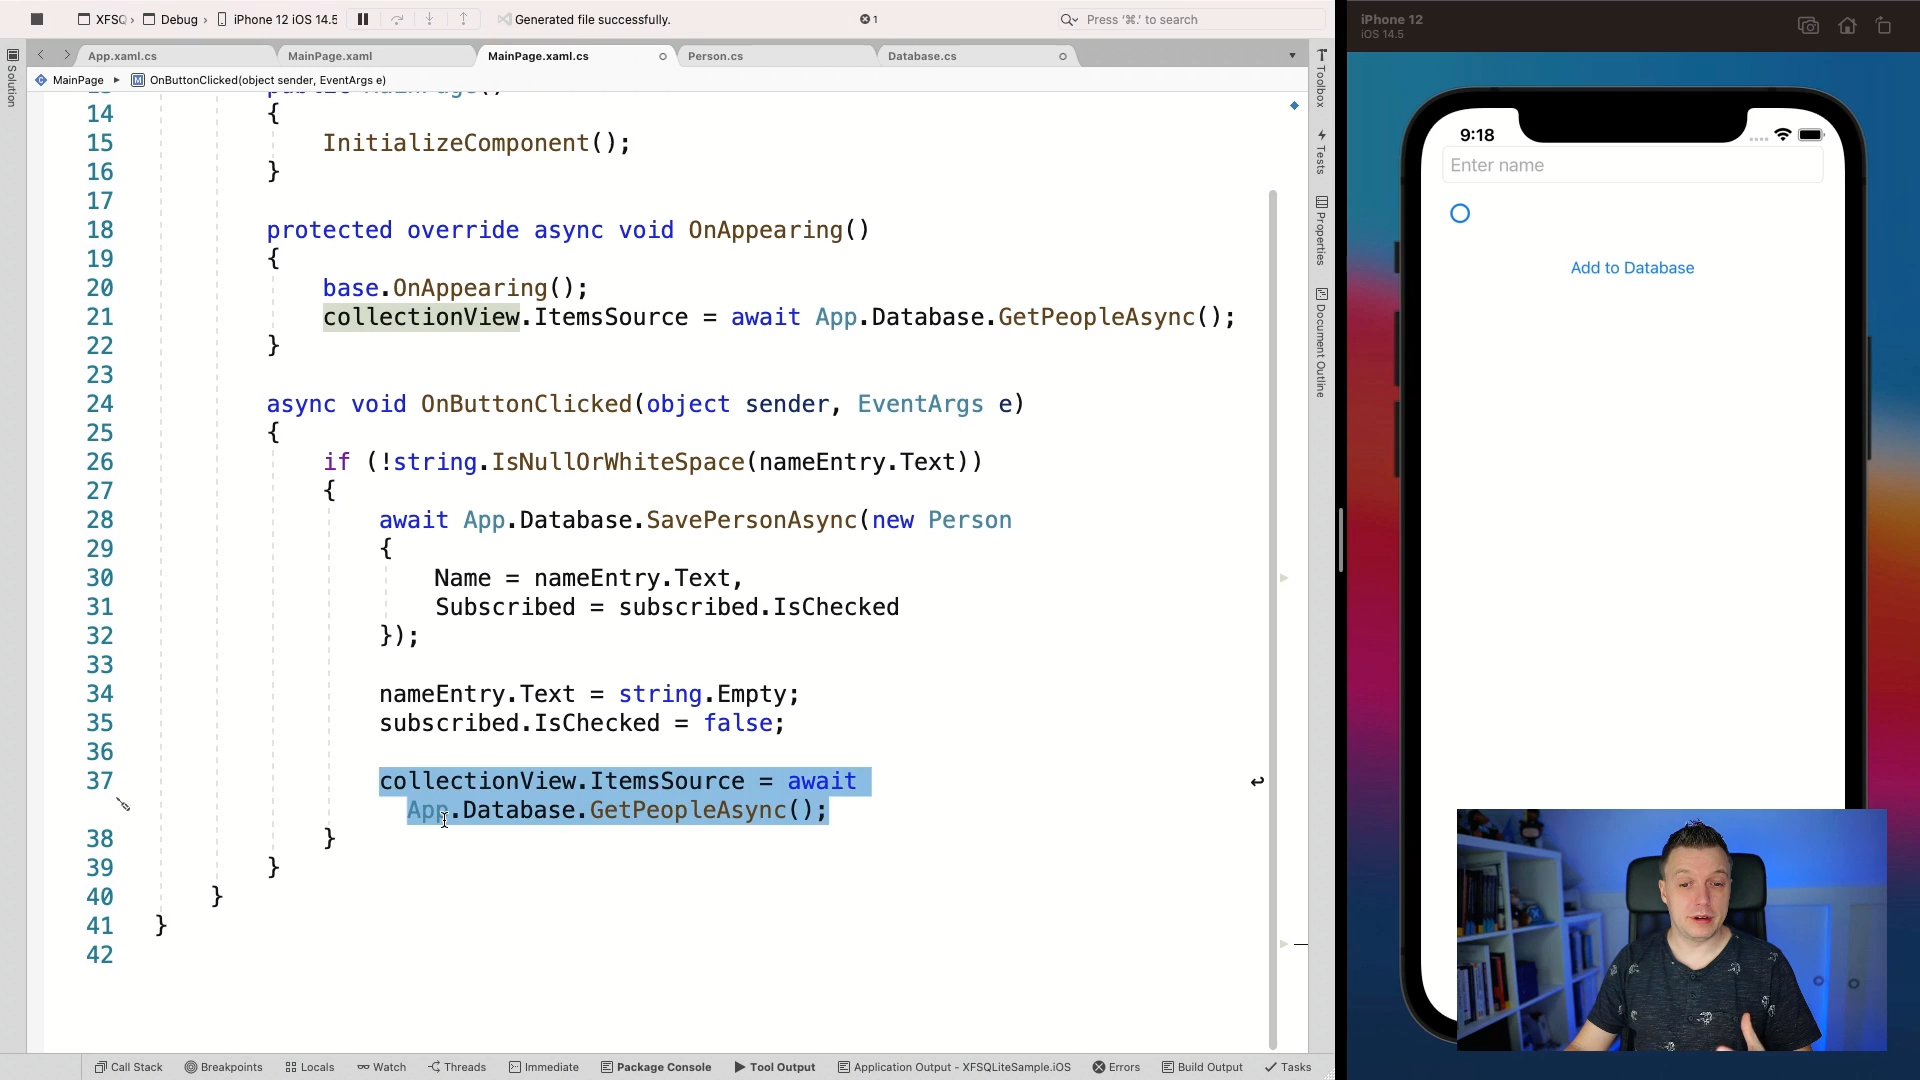 XFSQ › Debug › iPhone 12 iOS 14.5
Generated file successfully.
1
Press ‘⌘.’ to search
App.xaml.cs
MainPage.xaml
MainPage.xaml.cs
Person.cs
Database.cs
MainPage ▸ M OnButtonClicked(object sender, EventArgs e)
Solution
14 {
15 InitializeComponent();
16 }
17
18 protected override async void OnAppearing()
19 {
20 base.OnAppearing();
21 collectionView.ItemsSource = await App.Database.GetPeopleAsync();
22 }
23
24 async void OnButtonClicked(object sender, EventArgs e)
25 {
26 if (!string.IsNullOrWhiteSpace(nameEntry.Text))
27 {
28 await App.Database.SavePersonAsync(new Person
29 {
30 Name = nameEntry.Text,
31 Subscribed = subscribed.IsChecked
32 });
33
34 nameEntry.Text = string.Empty;
35 subscribed.IsChecked = false;
36
37 collectionView.ItemsSource = await
App.Database.GetPeopleAsync();
38 }
39 }
40 }
41 }
42
Toolbox
Tests
Properties
Document Outline
Call Stack
Breakpoints
Locals
Watch
Threads
Immediate
Package Console
Tool Output
Application Output - XFSQLiteSample.iOS
Errors
Build Output
Tasks
iPhone 12
iOS 14.5
9:18
Enter name
Add to Database